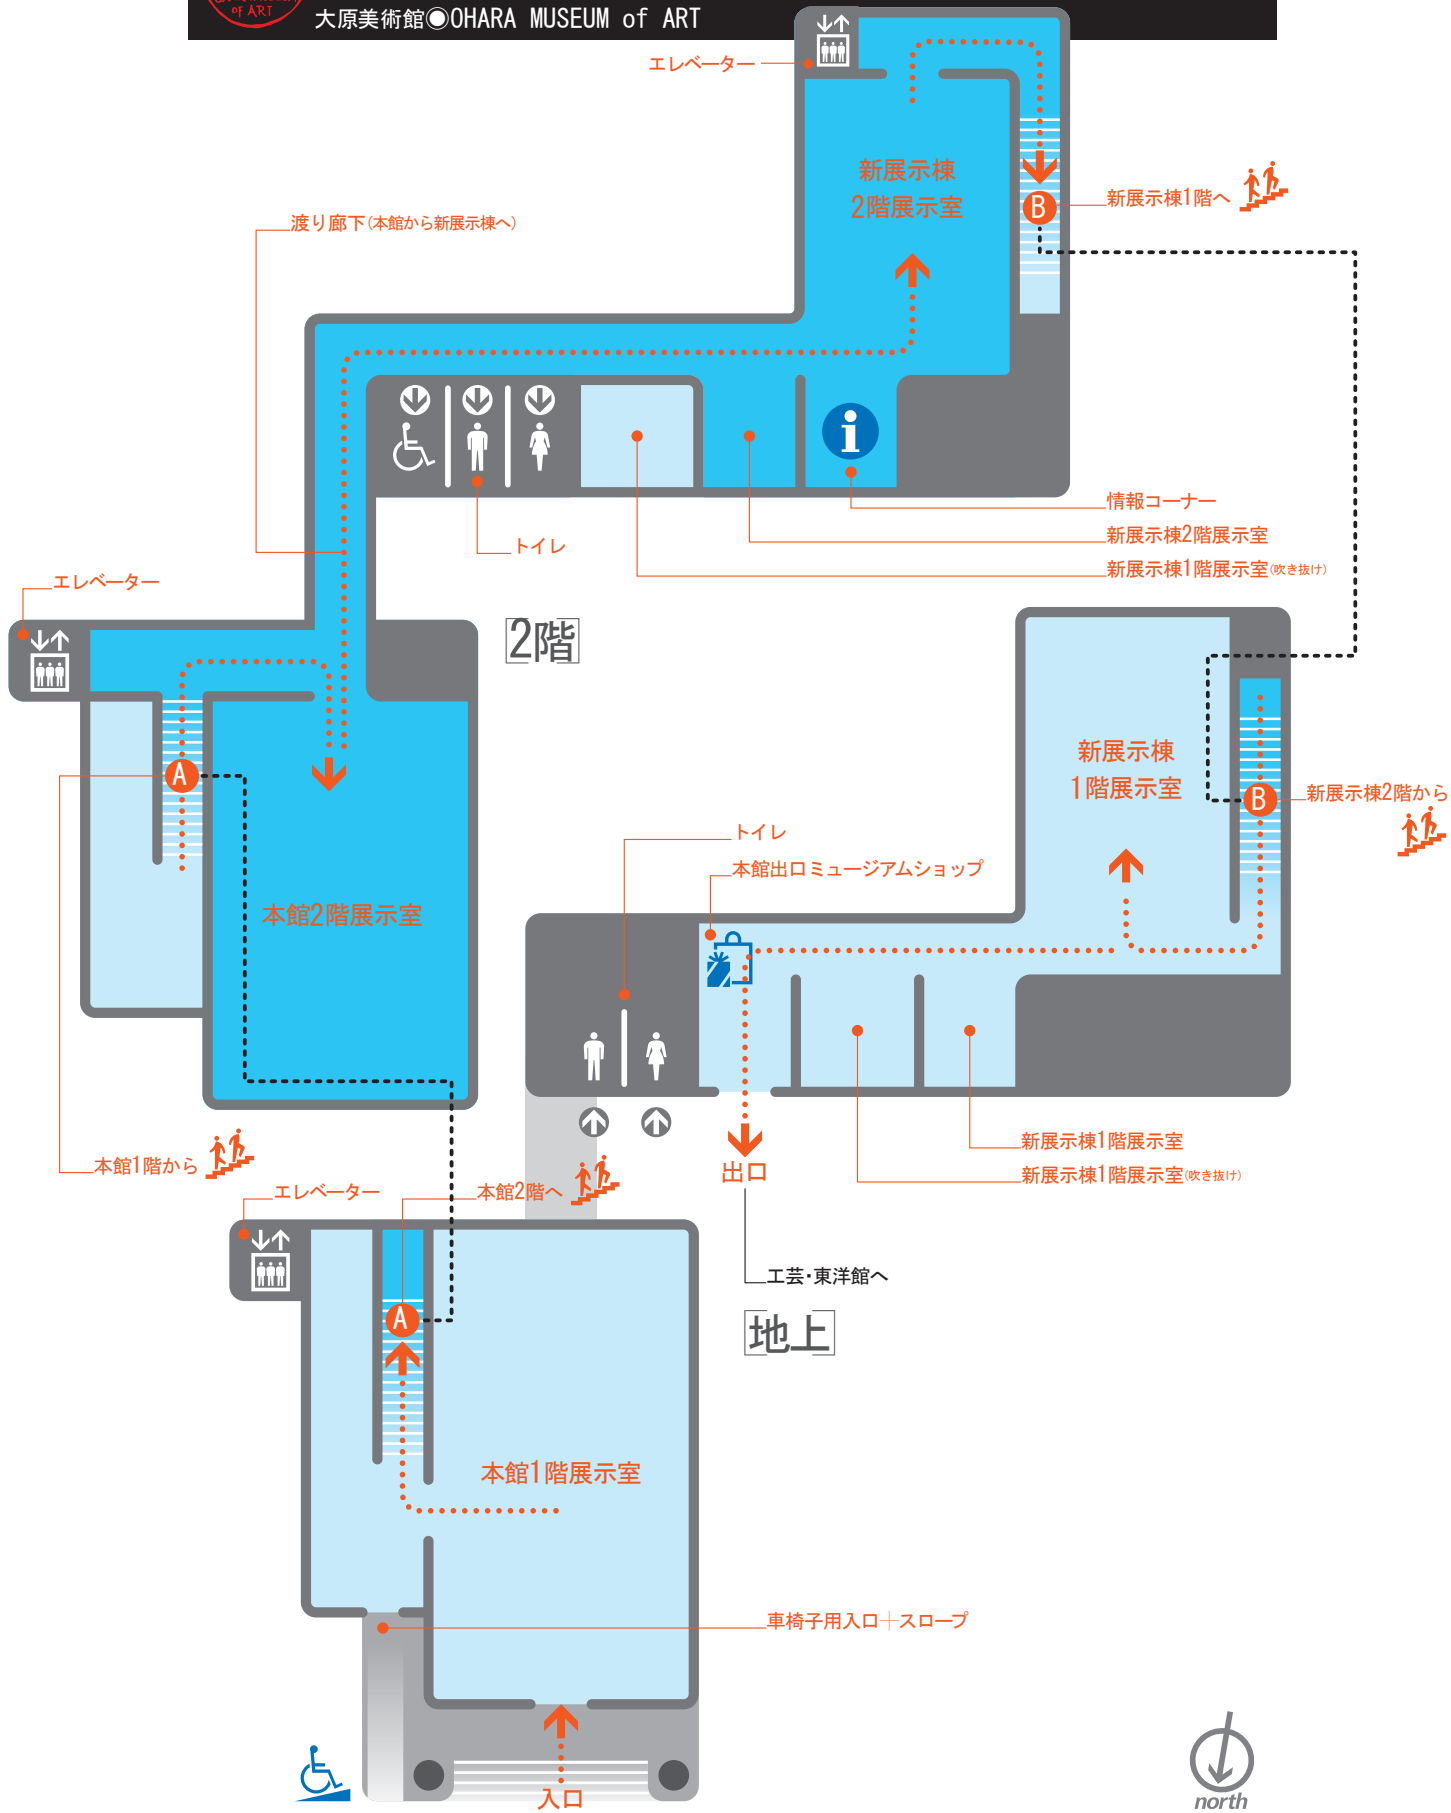 OF ART
大原美術館◉OHARA MUSEUM of ART
エレベーター
新展示棟
2階展示室
B
新展示棟1階へ
渡り廊下(本館から新展示棟へ)
i
情報コーナー
新展示棟2階展示室
新展示棟1階展示室(吹き抜け)
トイレ
エレベーター
2階
A
本館2階展示室
本館1階から
新展示棟
1階展示室
B
新展示棟2階から
トイレ
本館出口ミュージアムショップ
新展示棟1階展示室
新展示棟1階展示室(吹き抜け)
出口
工芸・東洋館へ
地上
エレベーター
本館2階へ
A
本館1階展示室
車椅子用入口+スロープ
入口
north